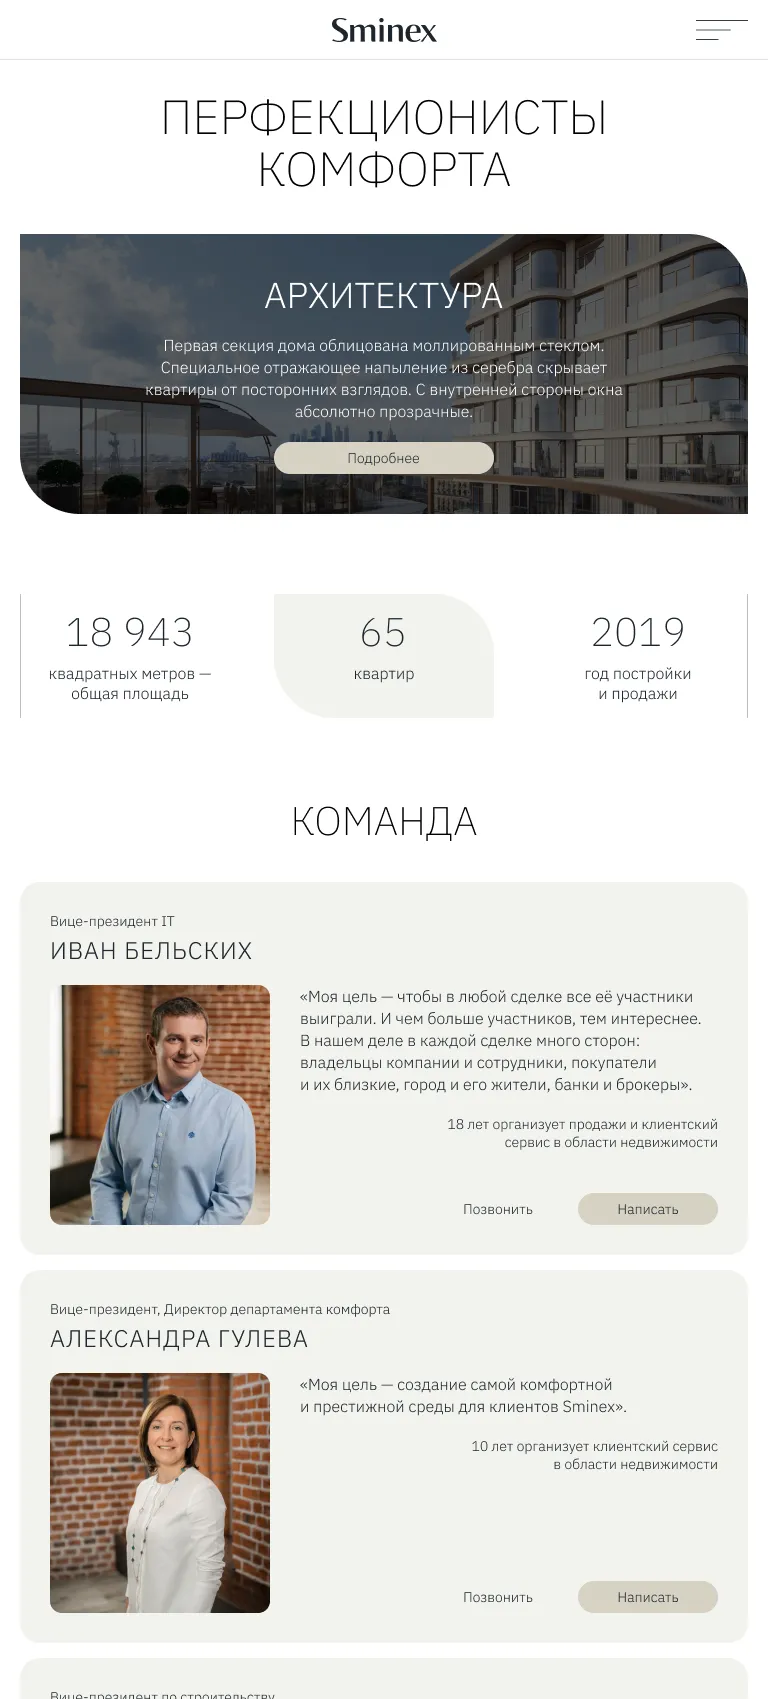 Sminex
ПЕРФЕКЦИОНИСТЫ
КОМФОРТА
АРХИТЕКТУРА
Первая секция дома облицована моллированным стеклом.
Специальное отражающее напыление из серебра скрывает
квартиры от посторонних взглядов. С внутренней стороны окна
абсолютно прозрачные.
Подробнее
18 943
квадратных метров —
общая площадь
65
квартир
2019
год постройки
и продажи
КОМАНДА
Вице-президент IT
ИВАН БЕЛЬСКИХ
«Моя цель — чтобы в любой сделке все её участники
выиграли. И чем больше участников, тем интереснее.
В нашем деле в каждой сделке много сторон:
владельцы компании и сотрудники, покупатели
и их близкие, город и его жители, банки и брокеры».
18 лет организует продажи и клиентский
сервис в области недвижимости
Позвонить
Написать
Вице-президент, Директор департамента комфорта
АЛЕКСАНДРА ГУЛЕВА
«Моя цель — создание самой комфортной
и престижной среды для клиентов Sminex».
10 лет организует клиентский сервис
в области недвижимости
Позвонить
Написать
Вице-президент по строительству